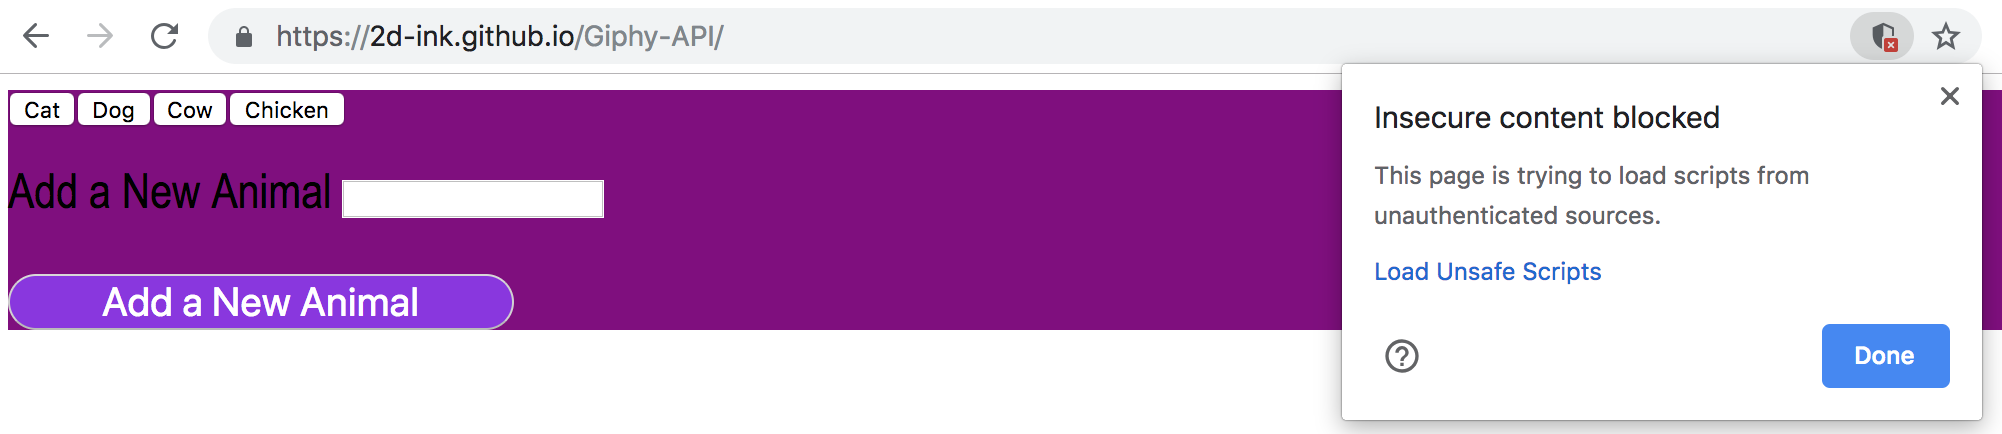 https://2d-ink.github.io/Giphy-API/
Cat Dog Cow Chicken
Add a New Animal
Add a New Animal
Insecure content blocked
This page is trying to load scripts from
unauthenticated sources.
Load Unsafe Scripts
Done